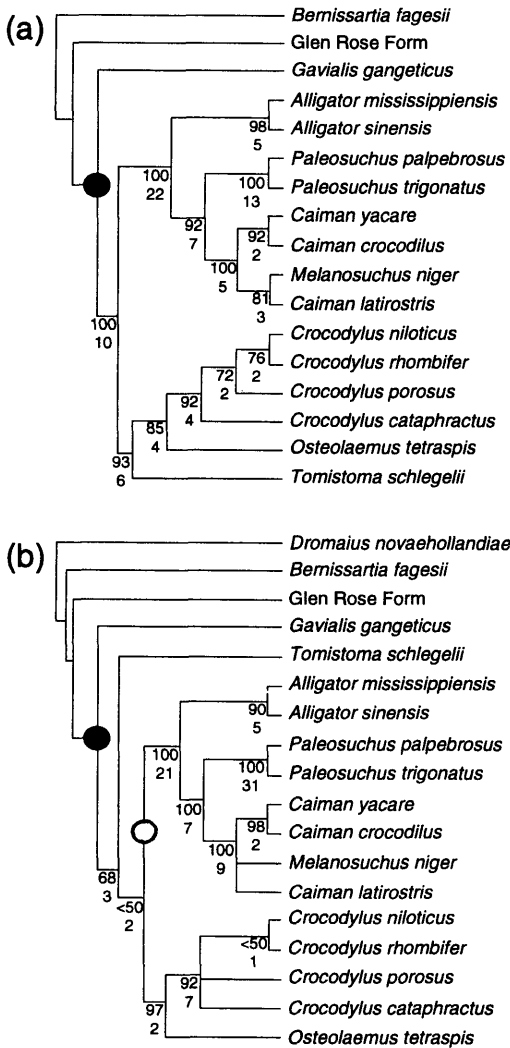 (a)
Bernissartia fagesii
Glen Rose Form
Gavialis gangeticus
Alligator mississippiensis
98
Alligator sinensis
5
Paleosuchus palpebrosus
100
22
100
Paleosuchus trigonatus
13
Caiman yacare
92
7
92
Caiman crocodilus
2
100
5
Melanosuchus niger
81
Caiman latirostris
3
100
10
Crocodylus niloticus
76
Crocodylus rhombifer
2
72
2
Crocodylus porosus
92
4
Crocodylus cataphractus
85
4
Osteolaemus tetraspis
93
6
Tomistoma schlegelii
(b)
Dromaius novaehollandiae
Bernissartia fagesii
Glen Rose Form
Gavialis gangeticus
Tomistoma schlegelii
Alligator mississippiensis
90
Alligator sinensis
5
Paleosuchus palpebrosus
100
21
100
Paleosuchus trigonatus
31
Caiman yacare
100
7
98
Caiman crocodilus
2
100
9
Melanosuchus niger
Caiman latirostris
68
3
<50
2
Crocodylus niloticus
<50
Crocodylus rhombifer
1
92
7
Crocodylus porosus
Crocodylus cataphractus
97
2
Osteolaemus tetraspis